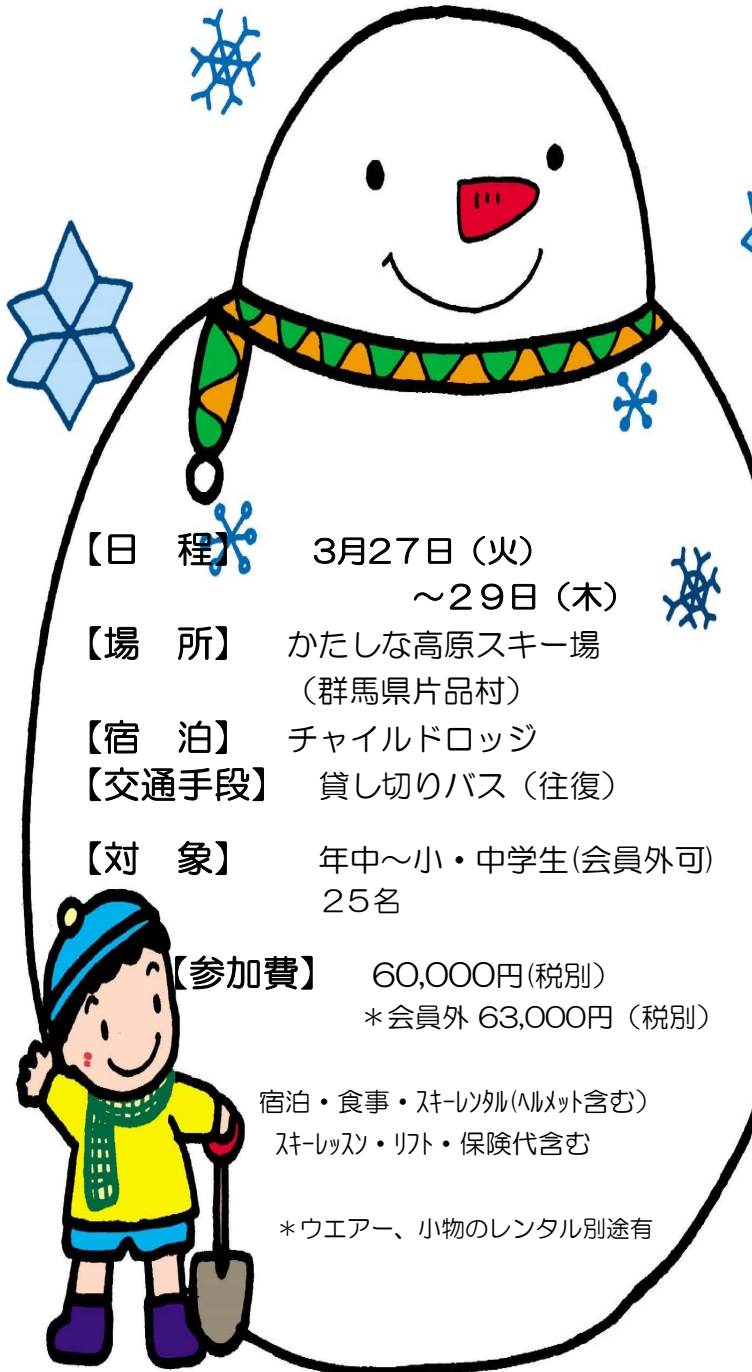 【日　程】　　3月27日（火）
～２９日（木）
【場　所】　かたしな高原スキー場
（群馬県片品村）
【宿　泊】　チャイルドロッジ
【交通手段】　貸し切りバス（往復）
【対　象】　　年中～小・中学生(会員外可)
２５名
【参加費】　60,000円(税別)
＊会員外 63,000円（税別）
宿泊・食事・ｽｷｰﾚﾝﾀﾙ(ﾍﾙﾒｯﾄ含む）
ｽｷｰﾚｯｽﾝ・ﾘﾌﾄ・保険代含む
＊ウエアー、小物のレンタル別途有